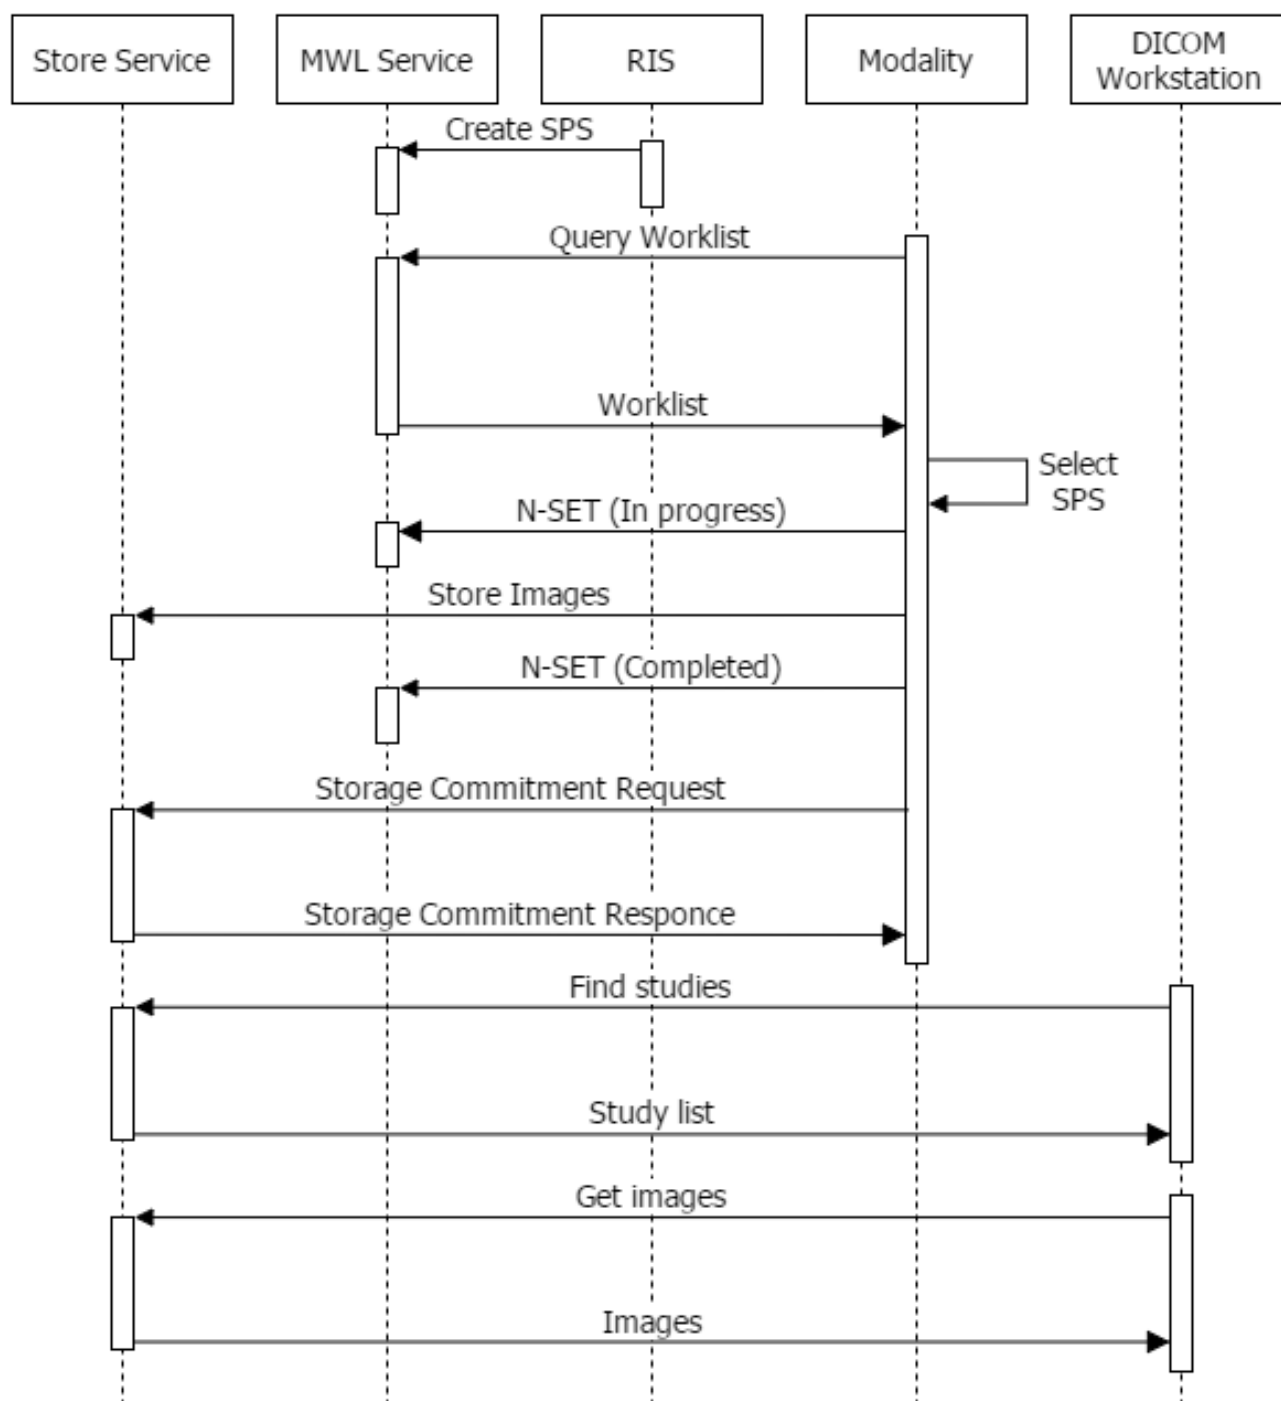 Store Service
MWL Service
RIS
Modality
DICOM
Workstation
Create SPS
Query Worklist
Worklist
Select
SPS
N-SET (In progress)
Store Images
N-SET (Completed)
Storage Commitment Request
Storage Commitment Responce
Find studies
Study list
Get images
Images